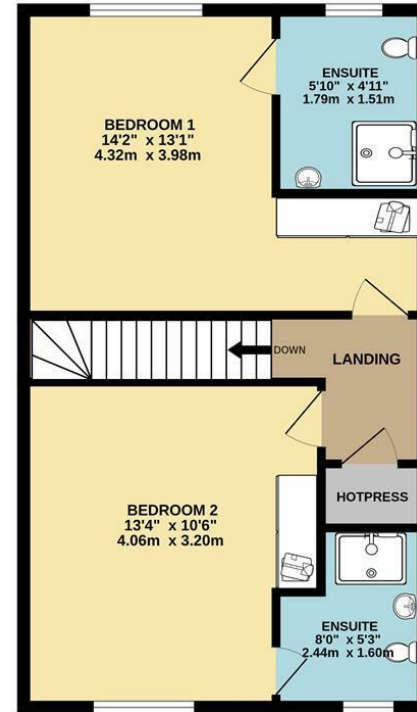 ENSUITE
5'10" x 4'11"
1.79m x 1.51m
BEDROOM 1
14'2" x 13'1"
4.32m x 3.98m
DOWN
LANDING
HOTPRESS
BEDROOM 2
13'4" x 10'6"
4.06m x 3.20m
ENSUITE
8'0" x 5'3"
2.44m x 1.60m